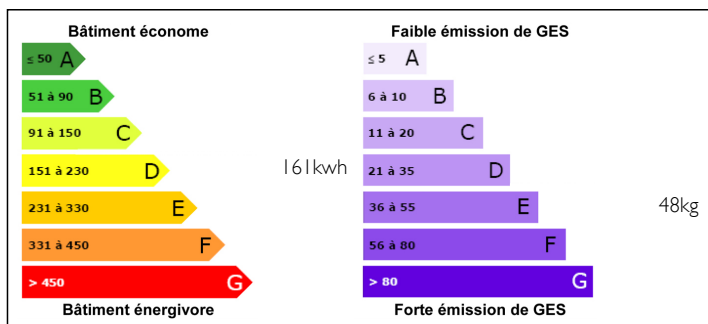 Bâtiment économe
≤ 50 A
51 à 90 B
91 à 150 C
151 à 230 D
231 à 330 E
331 à 450 F
> 450 G
Bâtiment énergivore
161kwh
Faible émission de GES
≤ 5 A
6 à 10 B
11 à 20 C
21 à 35 D
36 à 55 E
56 à 80 F
> 80 G
Forte émission de GES
48kg